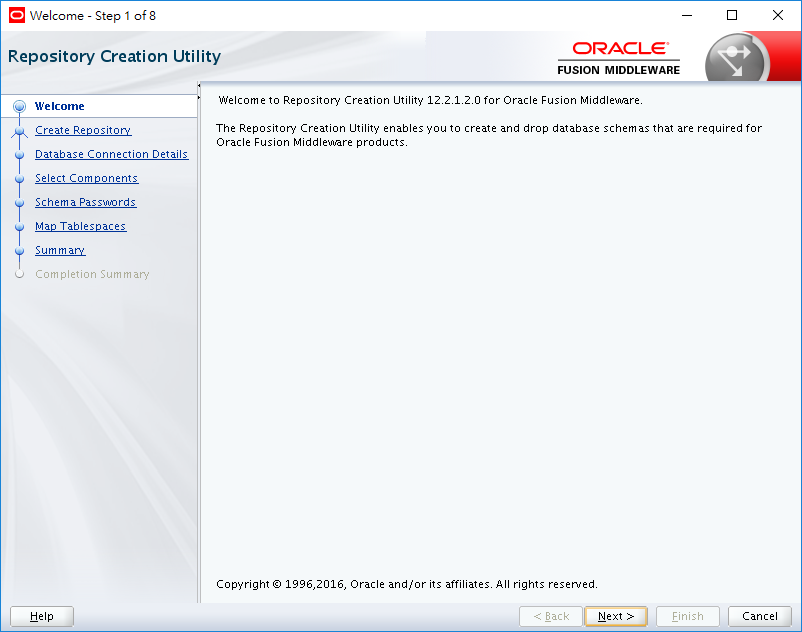 Welcome - Step 1 of 8
Repository Creation Utility
ORACLE®
FUSION MIDDLEWARE
Welcome
Create Repository
Database Connection Details
Select Components
Schema Passwords
Map Tablespaces
Summary
Completion Summary
Welcome to Repository Creation Utility 12.2.1.2.0 for Oracle Fusion Middleware.
The Repository Creation Utility enables you to create and drop database schemas that are required for
Oracle Fusion Middleware products.
Copyright © 1996,2016, Oracle and/or its affiliates. All rights reserved.
Help
< Back
Next >
Finish
Cancel